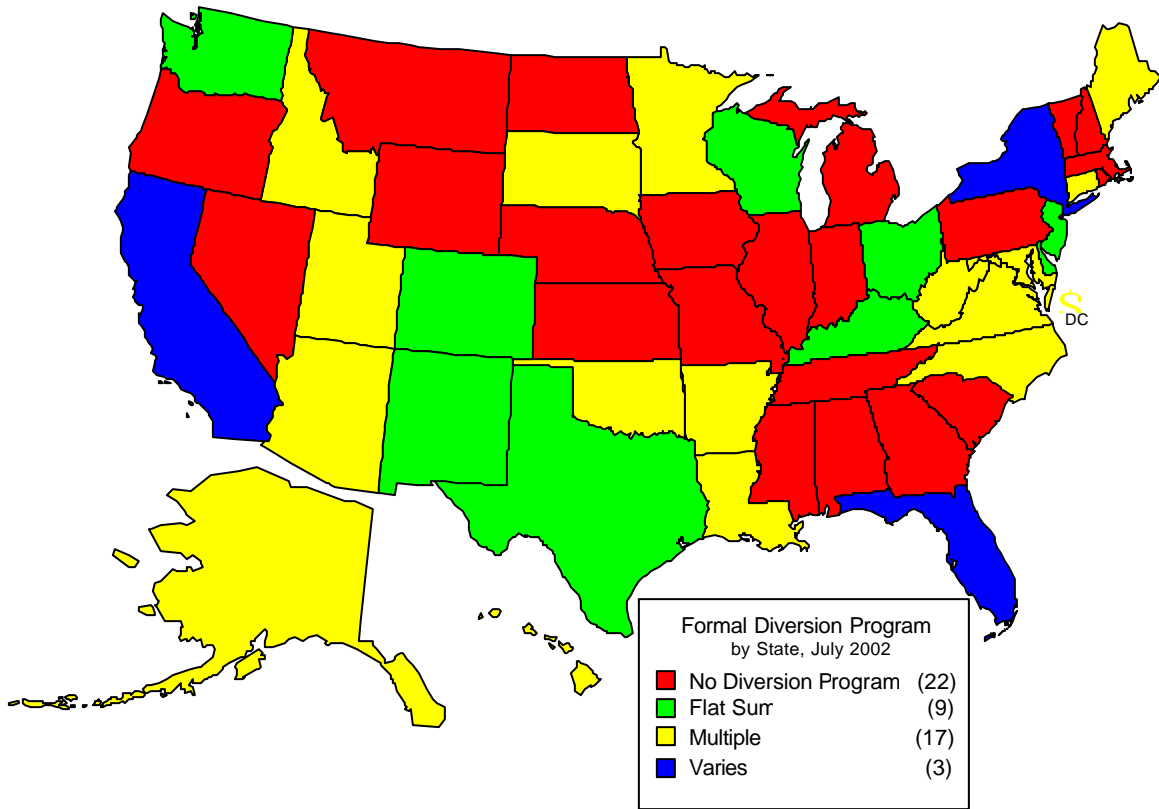 S
DC
Formal Diversion Program
by State, July 2002
No Diversion Program (22)
Flat Sum (9)
Multiple (17)
Varies (3)